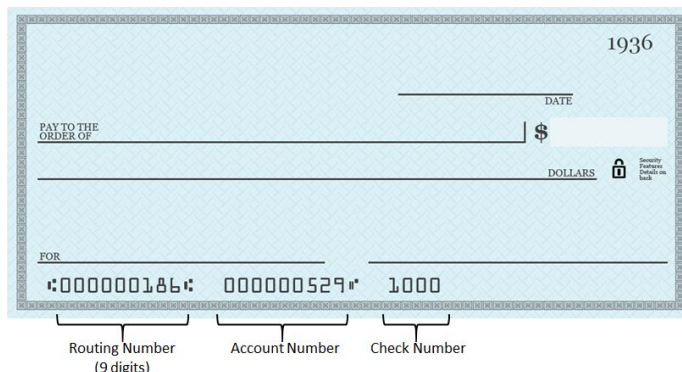 1936
DATE
PAY TO THE
ORDER OF
$
DOLLARS
Security
Features
Details on
back
FOR
⑆000000186⑆ 000000529⑈ 1000
Routing Number
(9 digits)
Account Number
Check Number